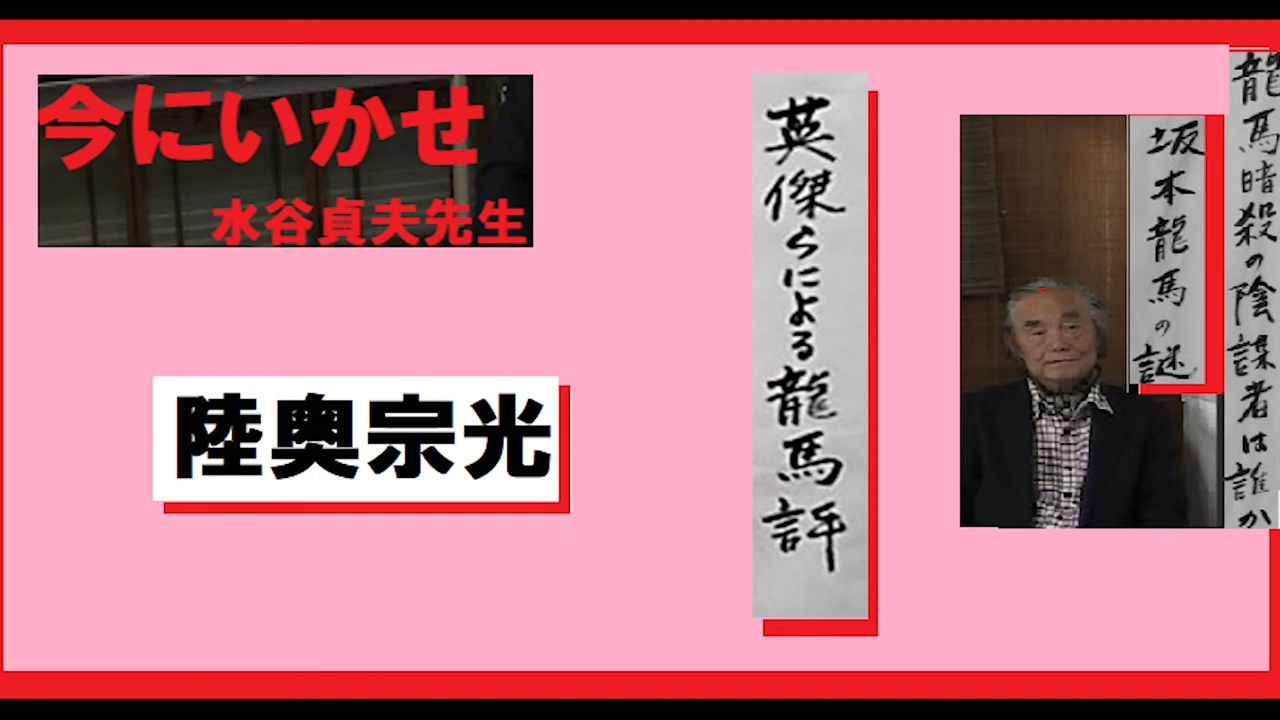 今にいかせ
水谷貞夫先生
陸奥宗光
英傑らによる龍馬評
坂本龍馬の謎
龍馬暗殺の陰謀者は誰か